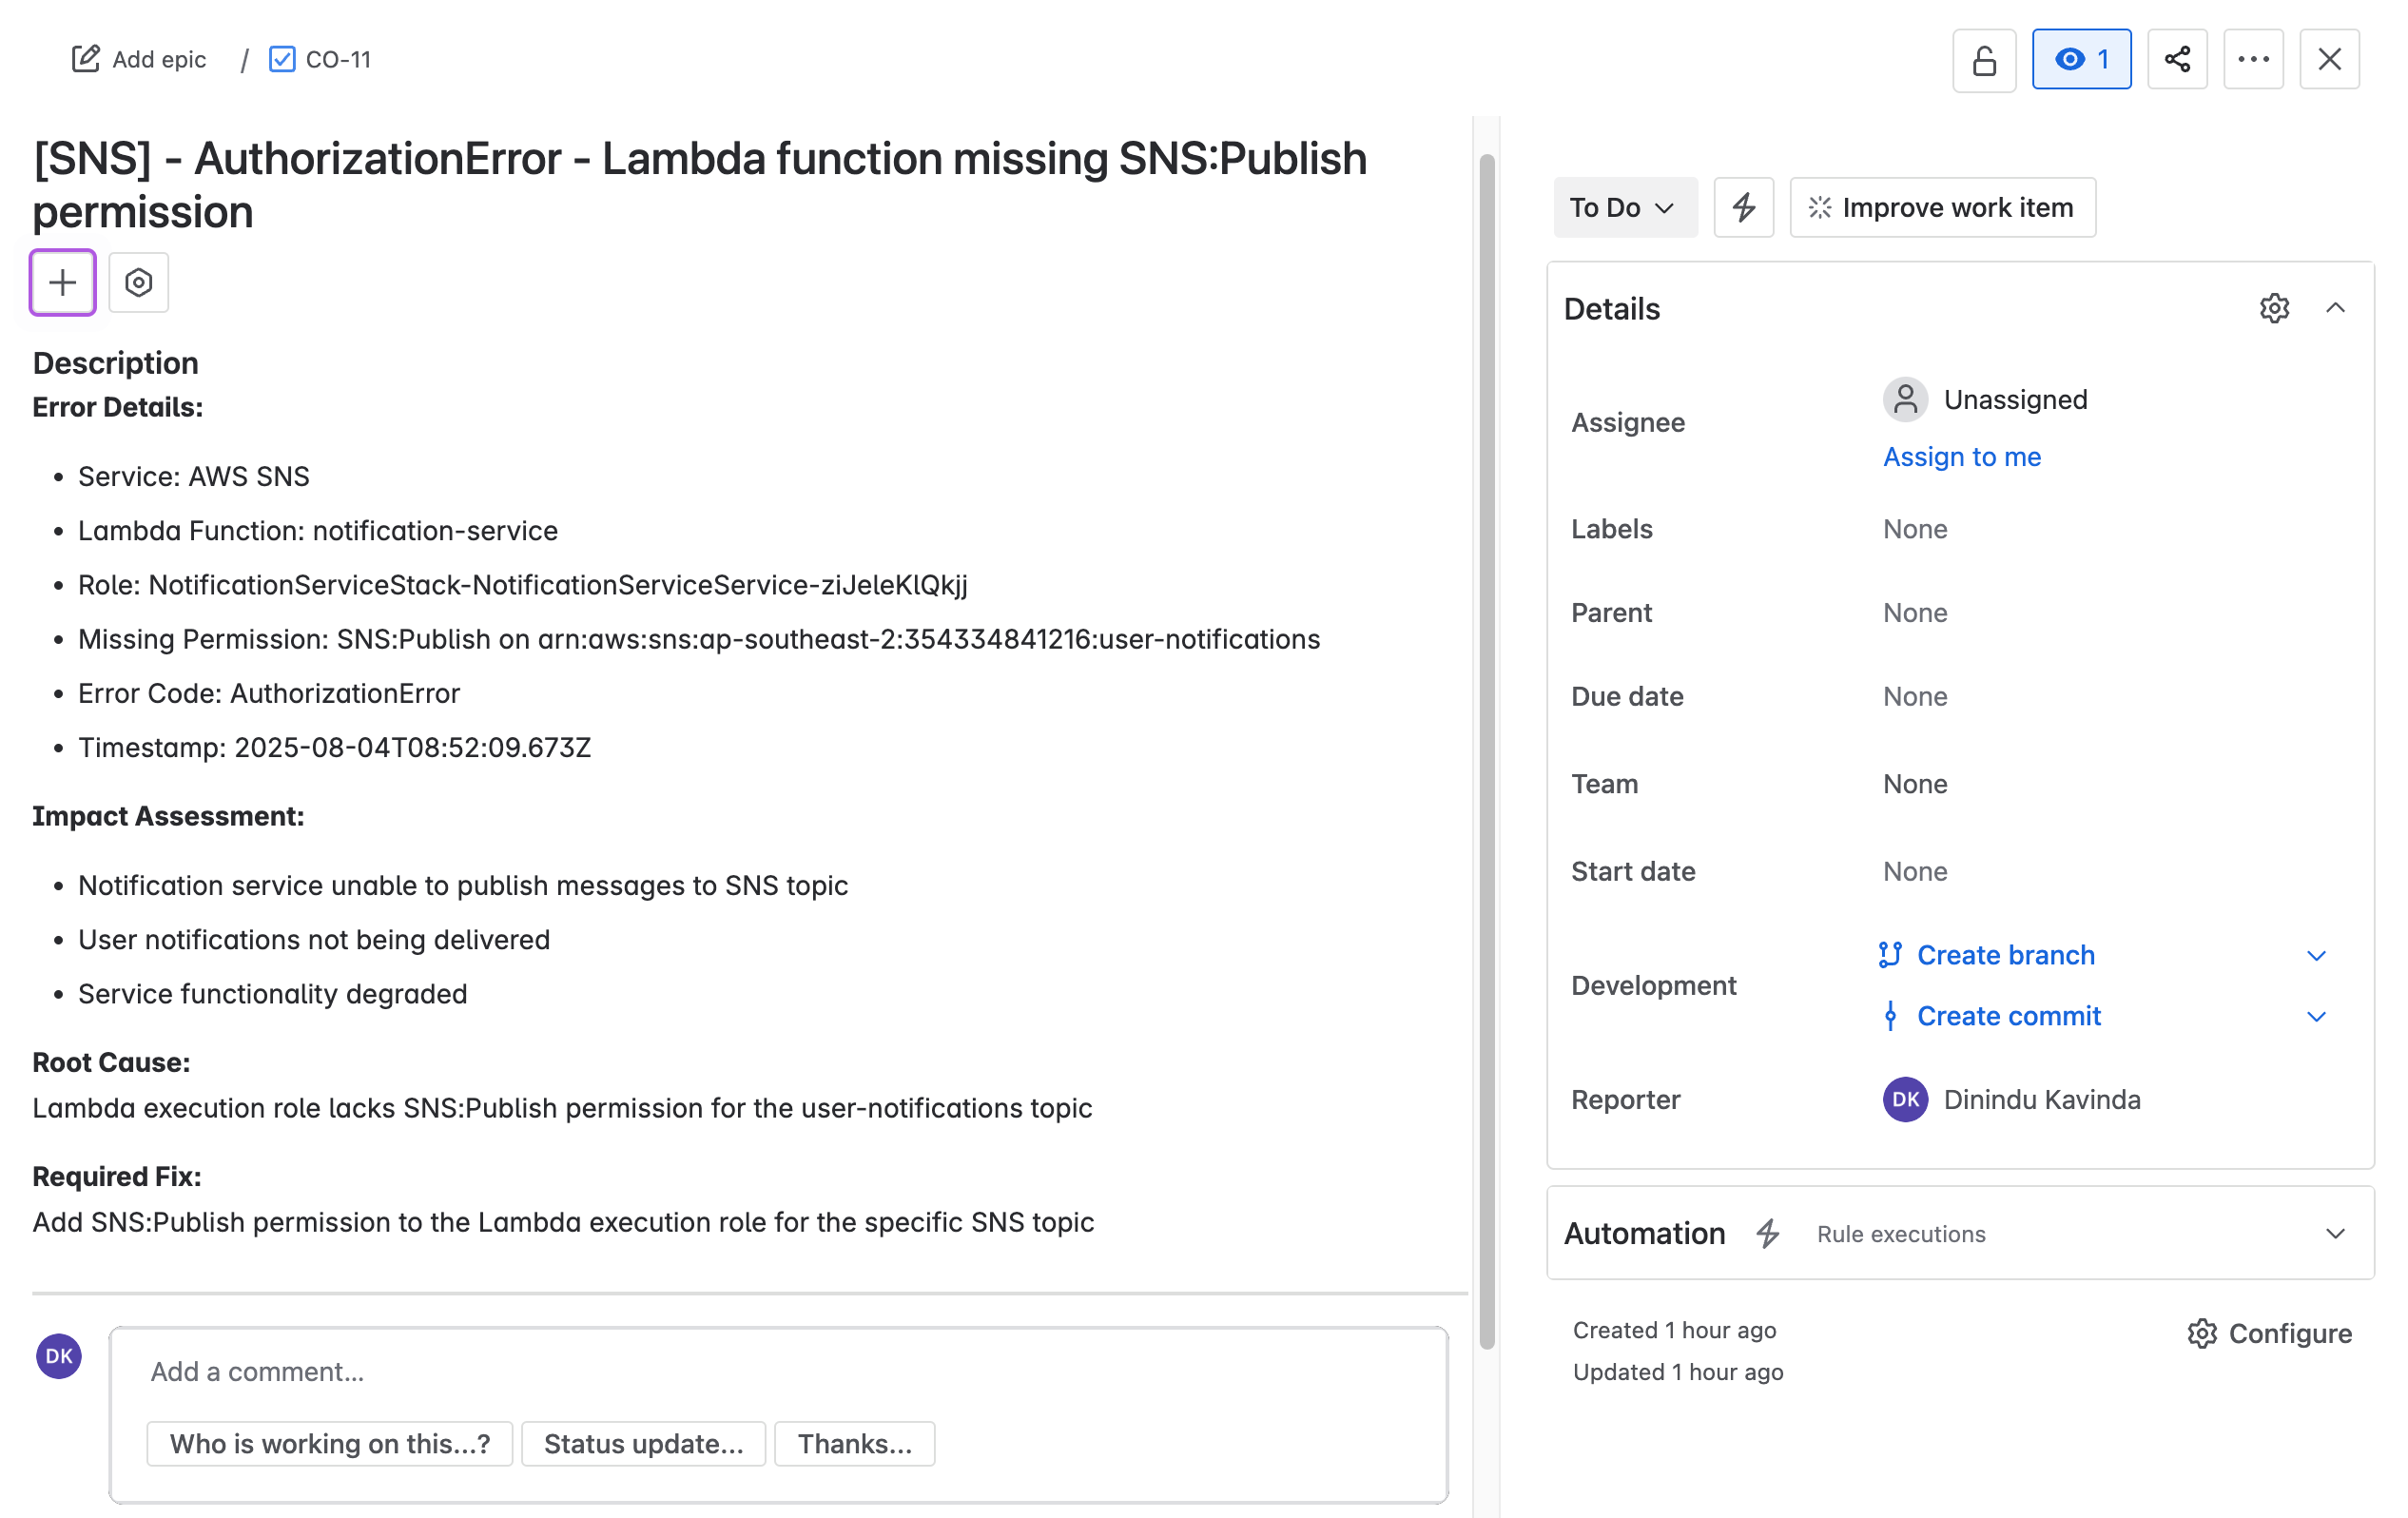 Add epic / CO-11
1
[SNS] - AuthorizationError - Lambda function missing SNS:Publish
permission
To Do
Improve work item
Description
Error Details:
• Service: AWS SNS
• Lambda Function: notification-service
• Role: NotificationServiceStack-NotificationServiceService-ziJeleKlQkjj
• Missing Permission: SNS:Publish on arn:aws:sns:ap-southeast-2:354334841216:user-notifications
• Error Code: AuthorizationError
• Timestamp: 2025-08-04T08:52:09.673Z
Impact Assessment:
• Notification service unable to publish messages to SNS topic
• User notifications not being delivered
• Service functionality degraded
Root Cause:
Lambda execution role lacks SNS:Publish permission for the user-notifications topic
Required Fix:
Add SNS:Publish permission to the Lambda execution role for the specific SNS topic
DK
Add a comment...
Who is working on this...?
Status update...
Thanks...
Details
Assignee
Unassigned
Assign to me
Labels
None
Parent
None
Due date
None
Team
None
Start date
None
Development
Create branch
Create commit
Reporter
DK
Dinindu Kavinda
Automation
Rule executions
Created 1 hour ago
Updated 1 hour ago
Configure